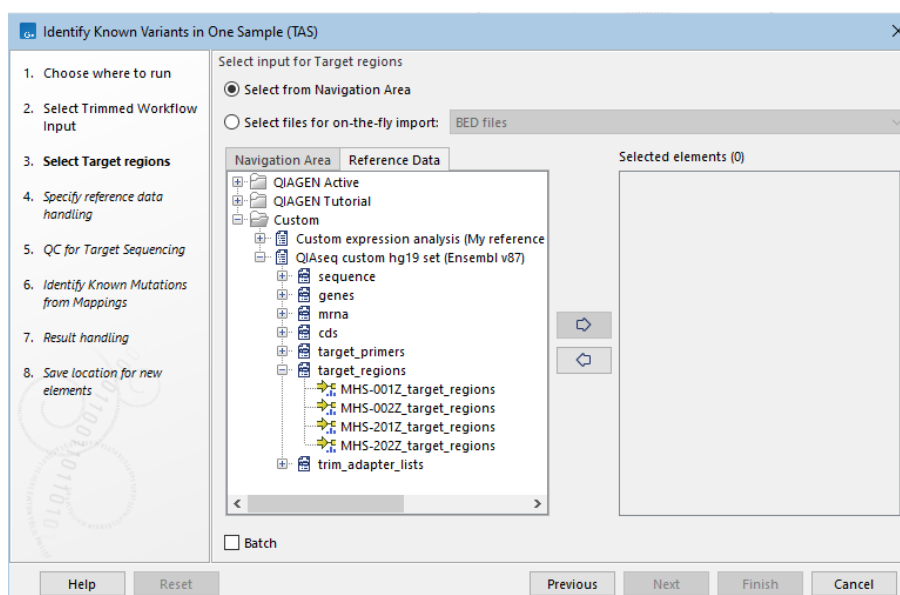 Identify Known Variants in One Sample (TAS)
1. Choose where to run
2. Select Trimmed Workflow
Input
3. Select Target regions
4. Specify reference data
handling
5. QC for Target Sequencing
6. Identify Known Mutations
from Mappings
7. Result handling
8. Save location for new
elements
Select input for Target regions
Select from Navigation Area
Select files for on-the-fly import: BED files
Navigation Area Reference Data
QIAGEN Active
QIAGEN Tutorial
Custom
Custom expression analysis (My reference
QIAseq custom hg19 set (Ensembl v87)
sequence
genes
mrna
cds
target_primers
target_regions
MHS-001Z_target_regions
MHS-002Z_target_regions
MHS-201Z_target_regions
MHS-202Z_target_regions
trim_adapter_lists
Selected elements (0)
Batch
Help Reset Previous Next Finish Cancel